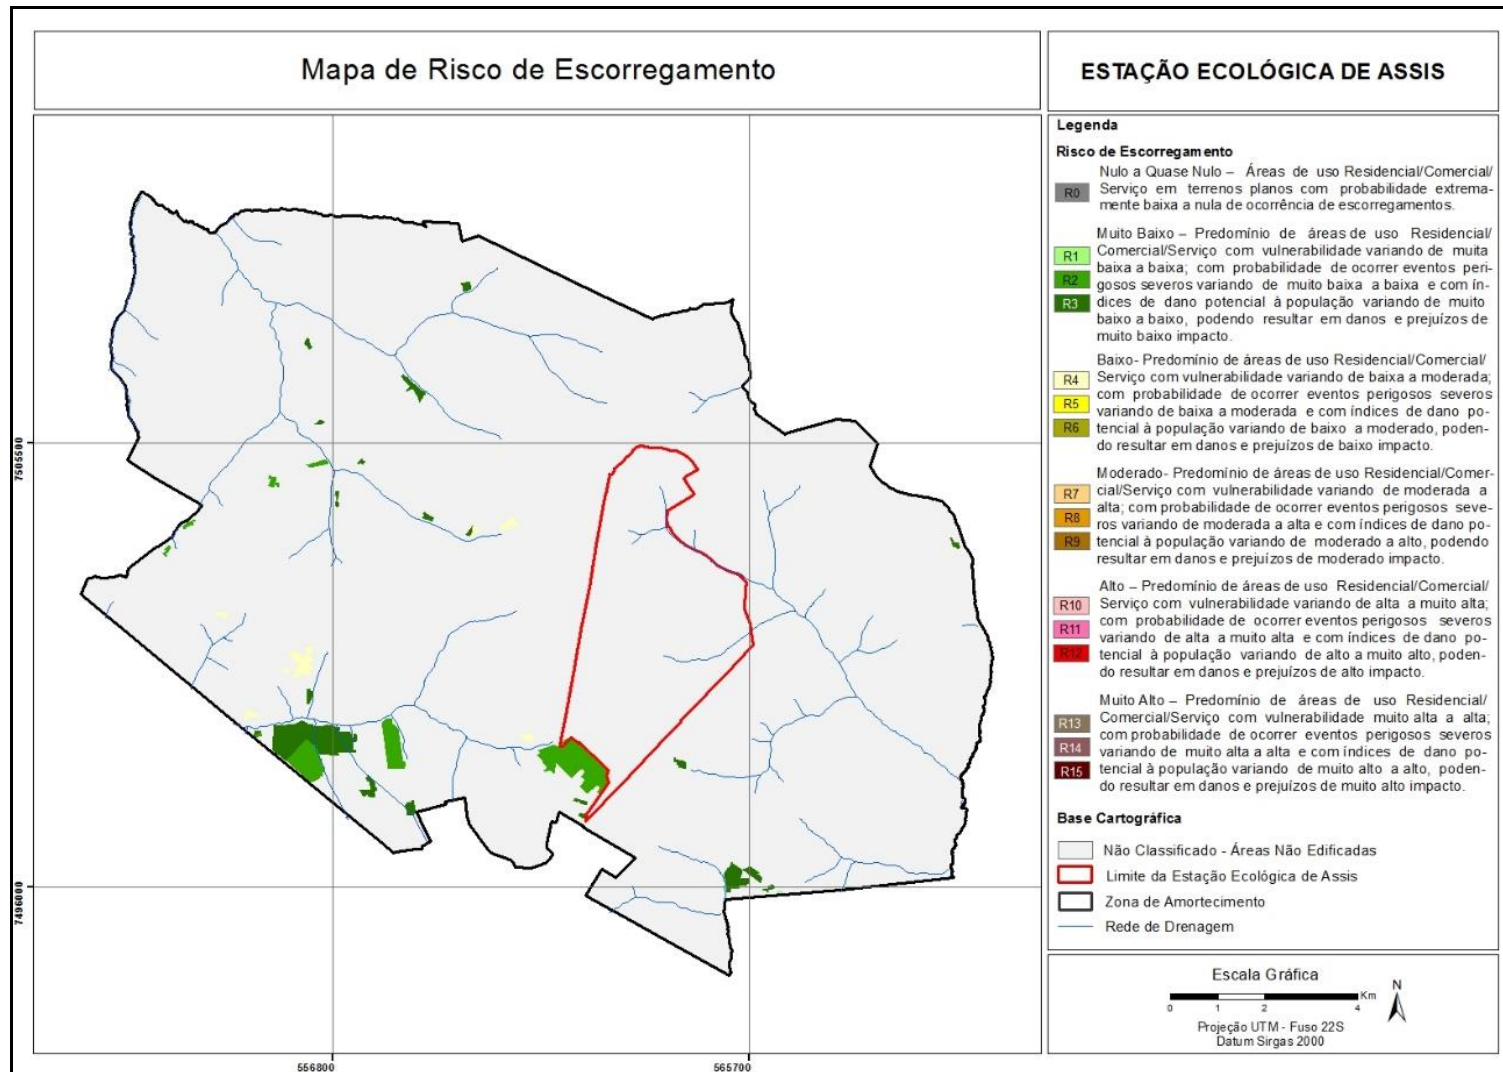 Mapa de Risco de Escorregamento
ESTAÇÃO ECOLÓGICA DE ASSIS
7505500
7496000
556800
565700
Legenda
Risco de Escorregamento
R0
Nulo a Quase Nulo – Áreas de uso Residencial/Comercial/
Serviço em terrenos planos com probabilidade extrema-
mente baixa a nula de ocorrência de escorregamentos.
R1
R2
R3
Muito Baixo – Predomínio de áreas de uso Residencial/
Comercial/Serviço com vulnerabilidade variando de muita
baixa a baixa; com probabilidade de ocorrer eventos peri-
gosos severos variando de muito baixa a baixa e com ín-
dices de dano potencial à população variando de muito
baixo a baixo, podendo resultar em danos e prejuízos de
muito baixo impacto.
R4
R5
R6
Baixo- Predomínio de áreas de uso Residencial/Comercial/
Serviço com vulnerabilidade variando de baixa a moderada;
com probabilidade de ocorrer eventos perigosos severos
variando de baixa a moderada e com índices de dano po-
tencial à população variando de baixo a moderado, poden-
do resultar em danos e prejuízos de baixo impacto.
R7
R8
R9
Moderado- Predomínio de áreas de uso Residencial/Comer-
cial/Serviço com vulnerabilidade variando de moderada a
alta; com probabilidade de ocorrer eventos perigosos seve-
ros variando de moderada a alta e com índices de dano po-
tencial à população variando de moderado a alto, podendo
resultar em danos e prejuízos de moderado impacto.
R10
R11
R12
Alto – Predomínio de áreas de uso Residencial/Comercial/
Serviço com vulnerabilidade variando de alta a muito alta;
com probabilidade de ocorrer eventos perigosos severos
variando de alta a muito alta e com índices de dano po-
tencial à população variando de alto a muito alto, poden-
do resultar em danos e prejuízos de alto impacto.
R13
R14
R15
Muito Alto – Predomínio de áreas de uso Residencial/
Comercial/Serviço com vulnerabilidade muito alta a alta;
com probabilidade de ocorrer eventos perigosos severos
variando de muito alta a alta e com índices de dano po-
tencial à população variando de muito alto a alto, poden-
do resultar em danos e prejuízos de muito alto impacto.
Base Cartográfica
Não Classificado - Áreas Não Edificadas
Limite da Estação Ecológica de Assis
Zona de Amortecimento
Rede de Drenagem
Escala Gráfica
Km
0 1 2 4
N
Projeção UTM - Fuso 22S
Datum Sirgas 2000